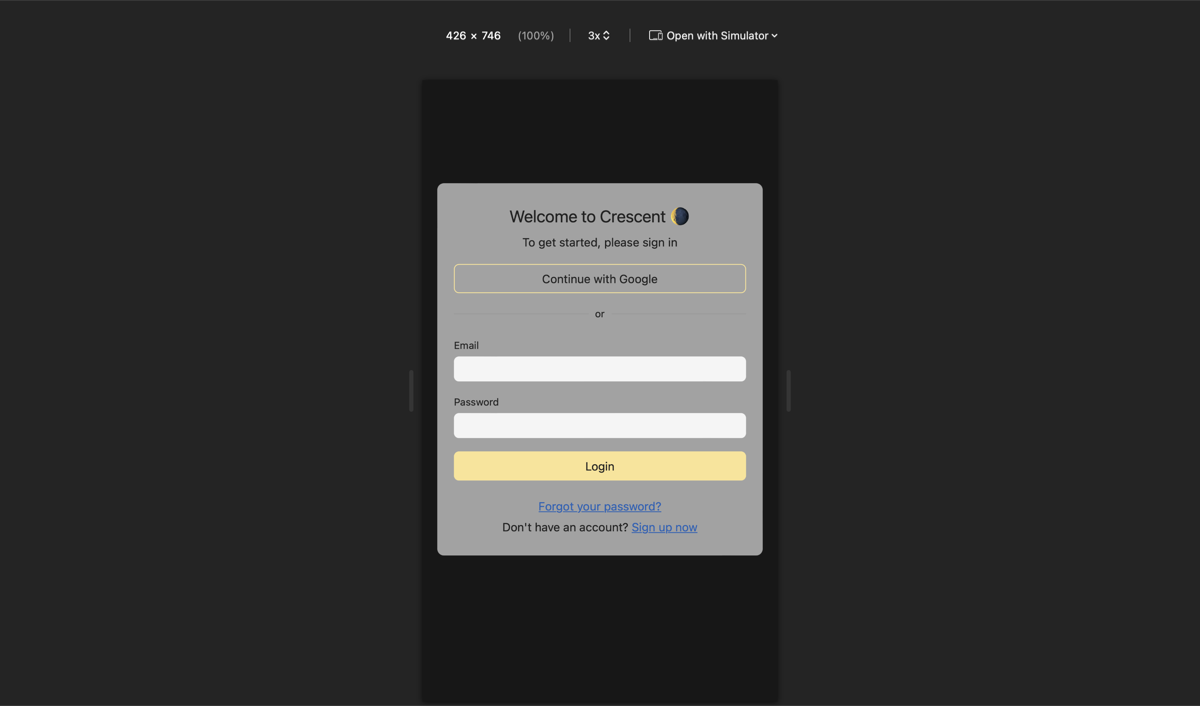 426 × 746 (100%) 3x Open with Simulator
Welcome to Crescent 🌘
To get started, please sign in
Continue with Google
or
Email
Password
Login
Forgot your password?
Don't have an account? Sign up now